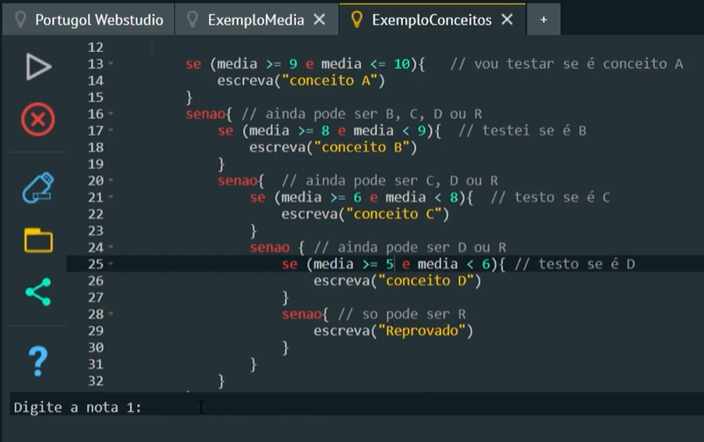 Portugol Webstudio ExemploMedia ✕ ExemploConceitos ✕ +
12
13 se (media >= 9 e media <= 10){ // vou testar se é conceito A
14 escreva("conceito A")
15 }
16 senao{ // ainda pode ser B, C, D ou R
17 se (media >= 8 e media < 9){ // testei se é B
18 escreva("conceito B")
19 }
20 senao{ // ainda pode ser C, D ou R
21 se (media >= 6 e media < 8){ // testo se é C
22 escreva("conceito C")
23 }
24 senao { // ainda pode ser D ou R
25 se (media >= 5 e media < 6){ // testo se é D
26 escreva("conceito D")
27 }
28 senao{ // so pode ser R
29 escreva("Reprovado")
30 }
31 }
32 }
?
Digite a nota 1: